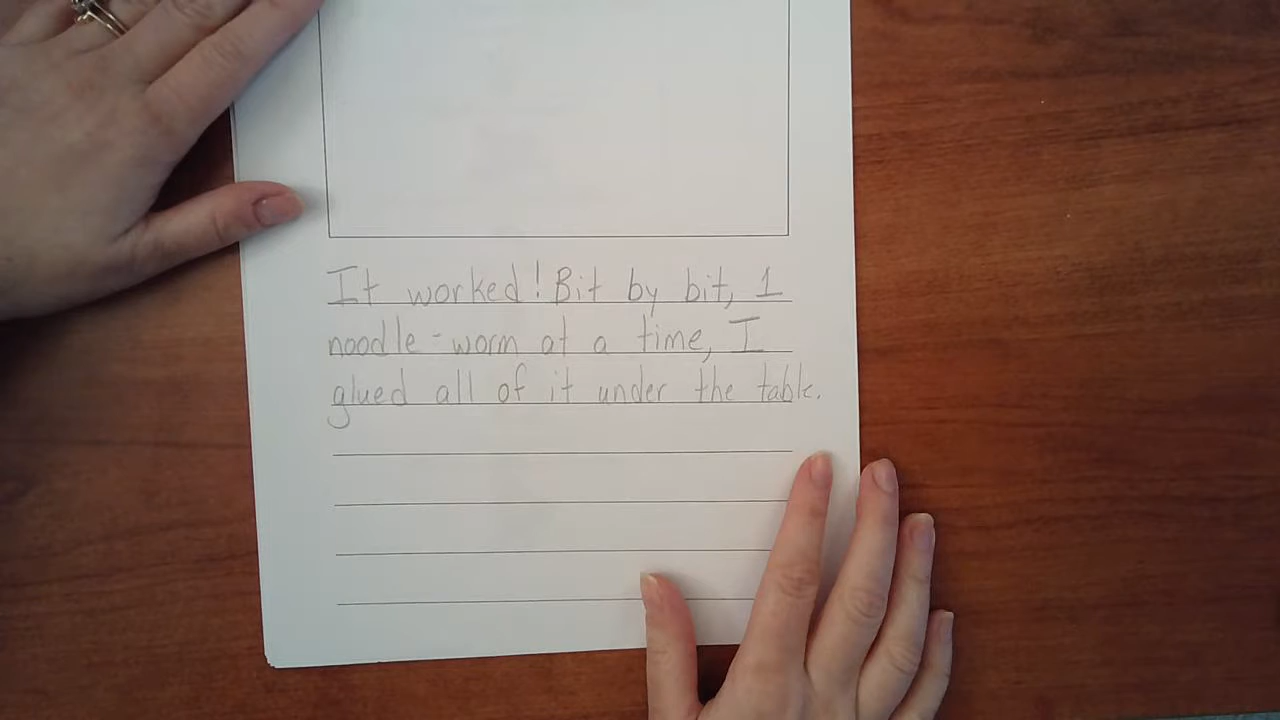 It worked! Bit by bit, 1
noodle-worm at a time, I
glued all of it under the table.